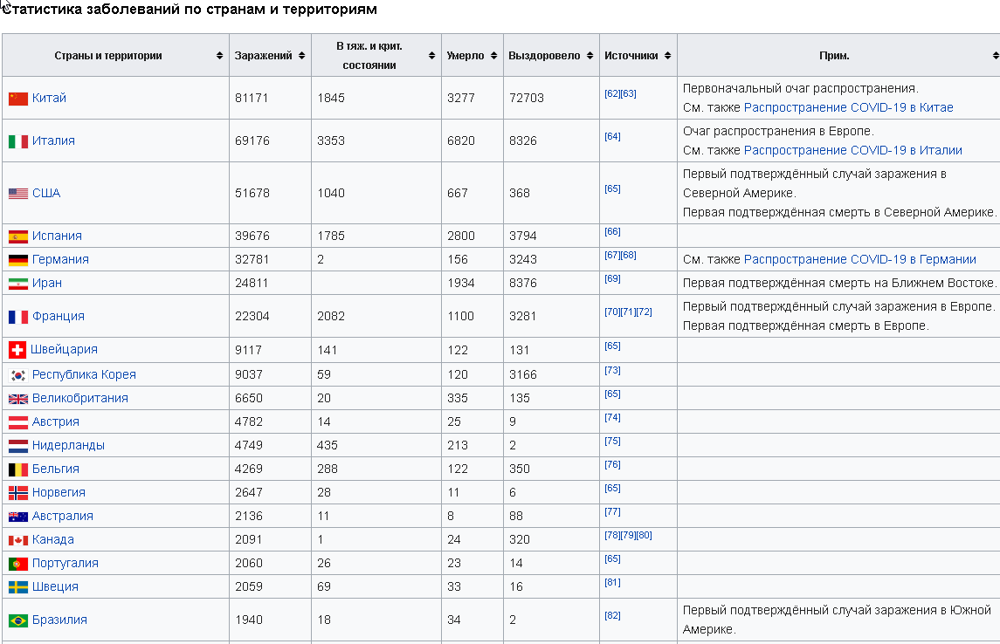 Статистика заболеваний по странам и территориям
Страны и территории Заражений В тяж. и крит. состоянии Умерло Выздоровело Источники Прим.
Китай 81171 1845 3277 72703 [62][63] Первоначальный очаг распространения.
См. также Распространение COVID-19 в Китае
Италия 69176 3353 6820 8326 [64] Очаг распространения в Европе.
См. также Распространение COVID-19 в Италии
США 51678 1040 667 368 [65] Первый подтверждённый случай заражения в
Северной Америке.
Первая подтверждённая смерть в Северной Америке.
Испания 39676 1785 2800 3794 [66]
Германия 32781 2 156 3243 [67][68] См. также Распространение COVID-19 в Германии
Иран 24811 1934 8376 [69] Первая подтверждённая смерть на Ближнем Востоке.
Франция 22304 2082 1100 3281 [70][71][72] Первый подтверждённый случай заражения в Европе.
Первая подтверждённая смерть в Европе.
Швейцария 9117 141 122 131 [65]
Республика Корея 9037 59 120 3166 [73]
Великобритания 6650 20 335 135 [65]
Австрия 4782 14 25 9 [74]
Нидерланды 4749 435 213 2 [75]
Бельгия 4269 288 122 350 [76]
Норвегия 2647 28 11 6 [65]
Австралия 2136 11 8 88 [77]
Канада 2091 1 24 320 [78][79][80]
Португалия 2060 26 23 14 [65]
Швеция 2059 69 33 16 [81]
Бразилия 1940 18 34 2 [82] Первый подтверждённый случай заражения в Южной
Америке.